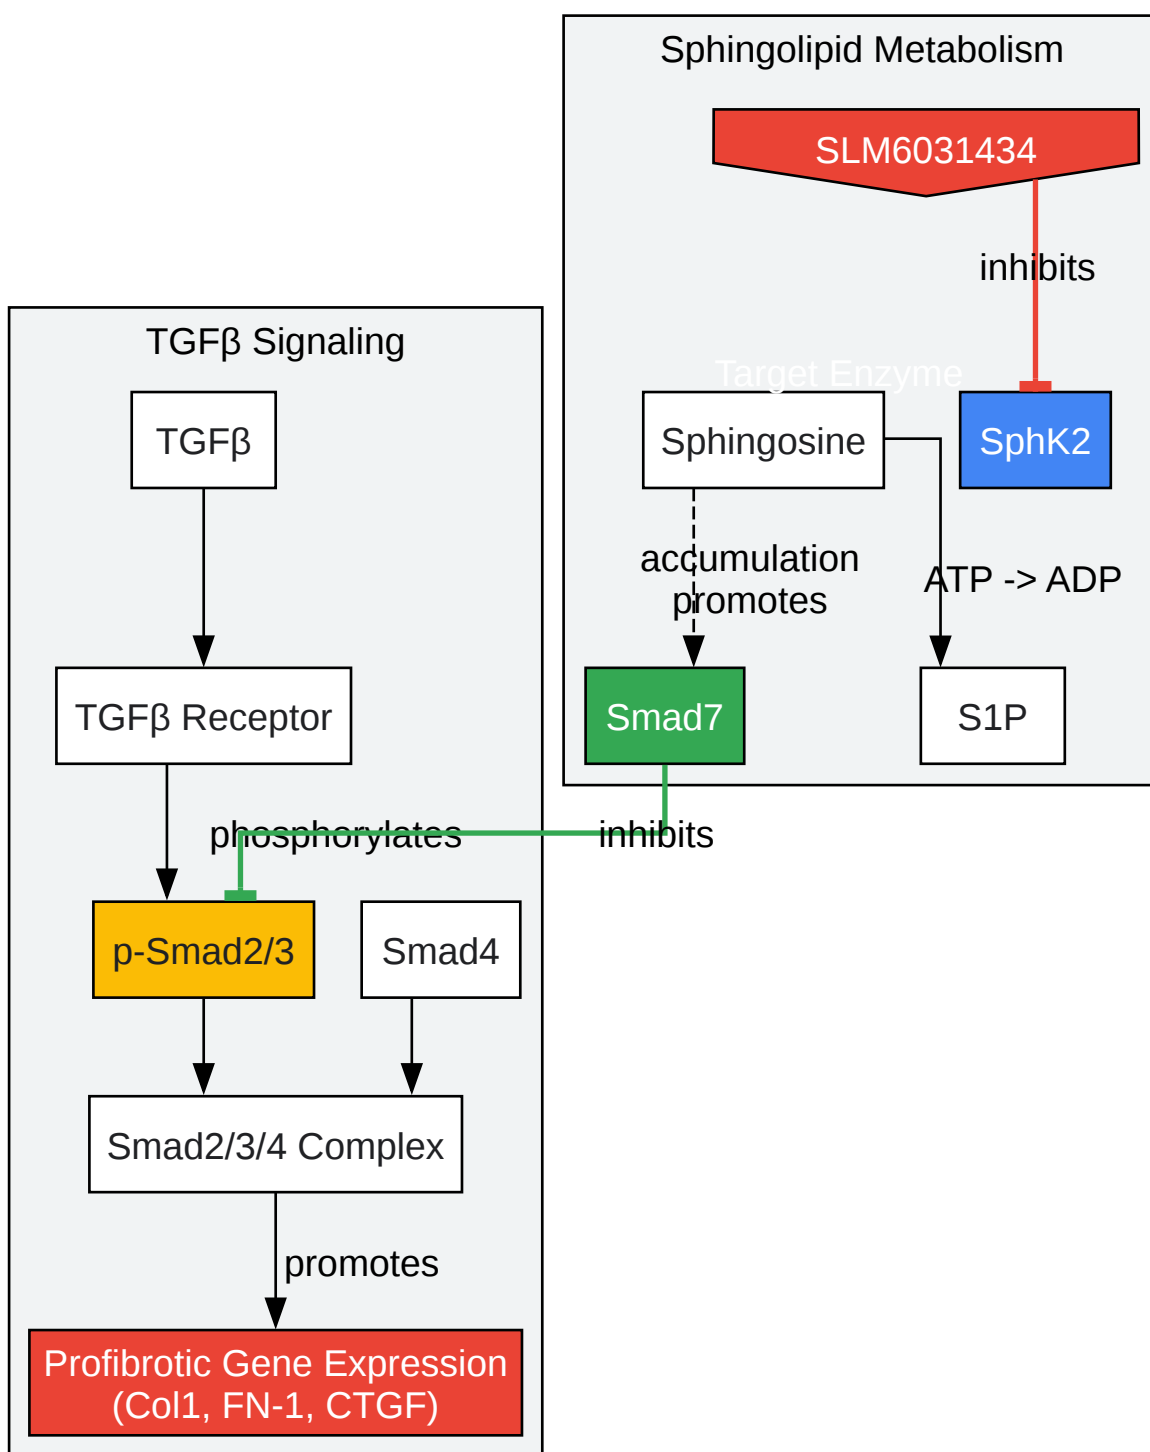 Sphingolipid Metabolism
SLM6031434
inhibits
TGFβ Signaling
Target Enzyme
TGFβ
Sphingosine
SphK2
accumulation
promotes
ATP -> ADP
TGFβ Receptor
Smad7
S1P
phosphorylates
inhibits
p-Smad2/3
Smad4
Smad2/3/4 Complex
promotes
Profibrotic Gene Expression
(Col1, FN-1, CTGF)